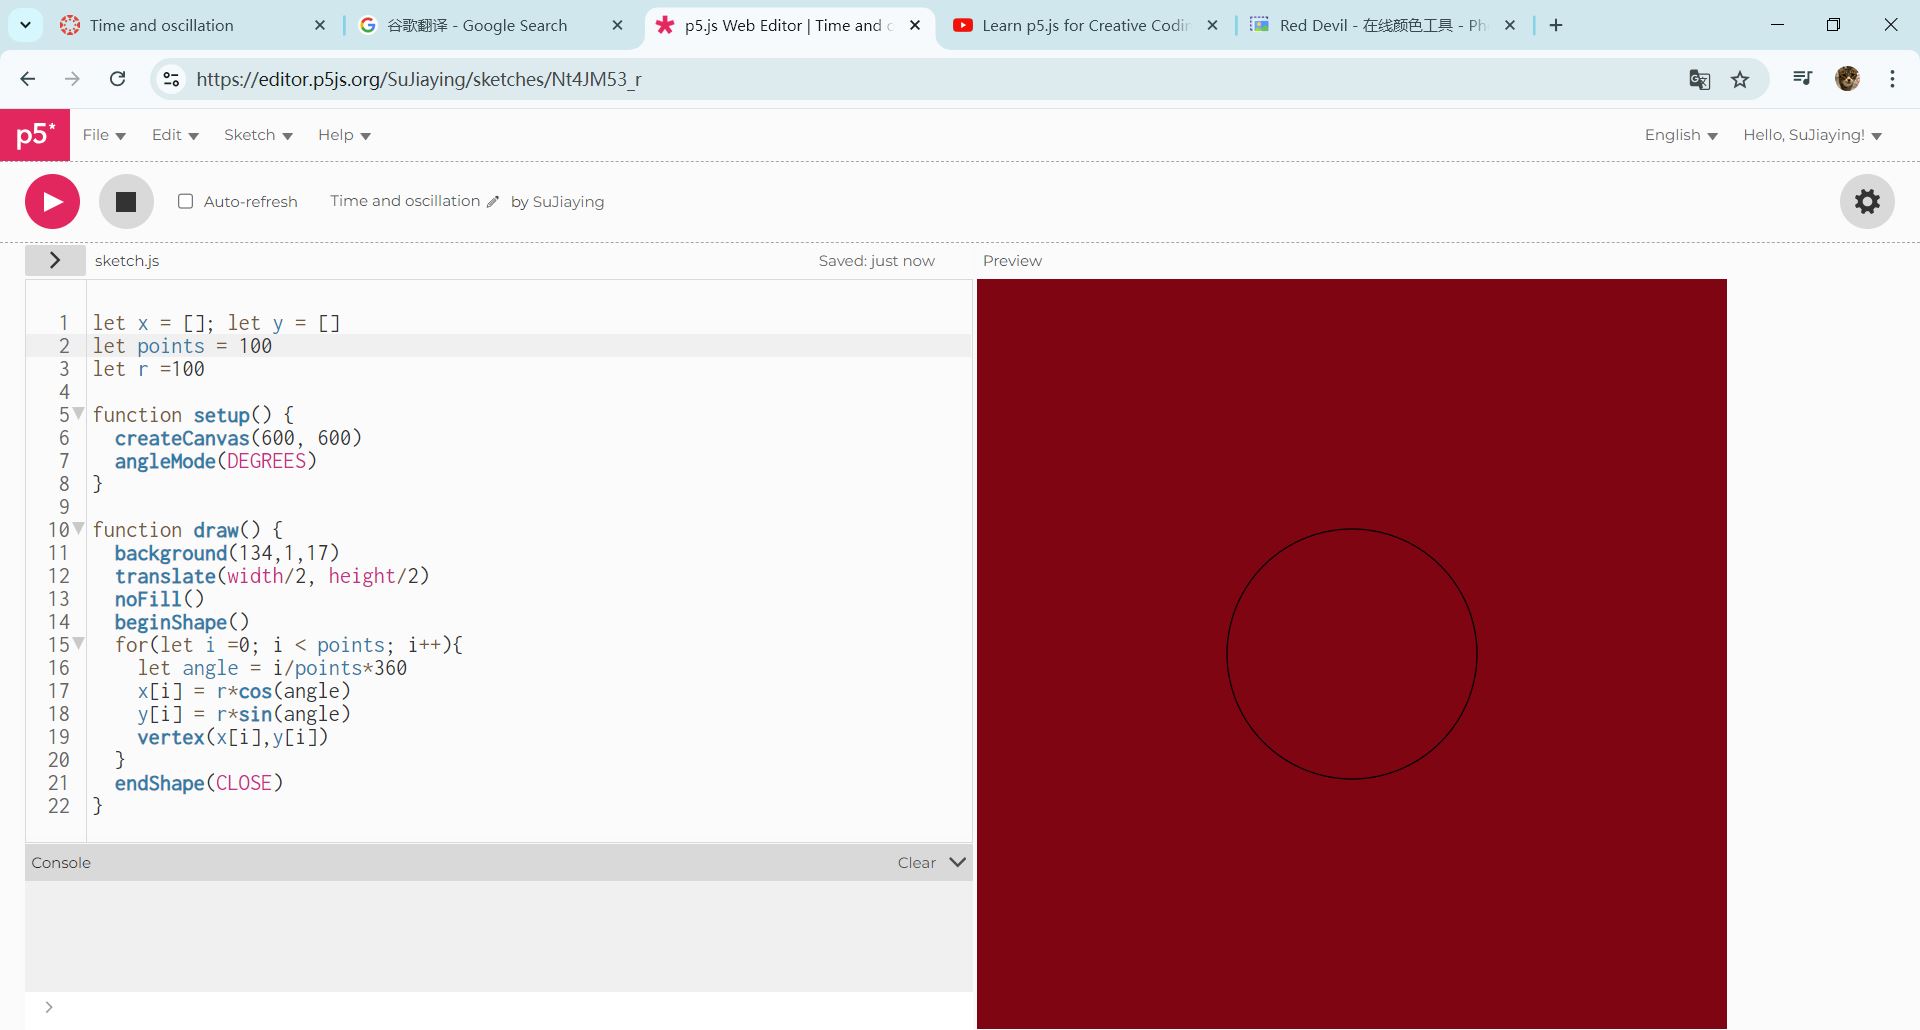 Time and oscillation
谷歌翻译 - Google Search
p5.js Web Editor | Time and
Learn p5.js for Creative Codin
Red Devil - 在线颜色工具 - Ph
https://editor.p5js.org/SuJiaying/sketches/Nt4JM53_r
p5*
File
Edit
Sketch
Help
English
Hello, SuJiaying!
Auto-refresh
Time and oscillation
by SuJiaying
sketch.js
Saved: just now
Preview
1 let x = []; let y = []
2 let points = 100
3 let r =100
4
5 function setup() {
6   createCanvas(600, 600)
7   angleMode(DEGREES)
8 }
9
10 function draw() {
11   background(134,1,17)
12   translate(width/2, height/2)
13   noFill()
14   beginShape()
15   for(let i =0; i < points; i++){
16     let angle = i/points*360
17     x[i] = r*cos(angle)
18     y[i] = r*sin(angle)
19     vertex(x[i],y[i])
20   }
21   endShape(CLOSE)
22 }
Console
Clear
>